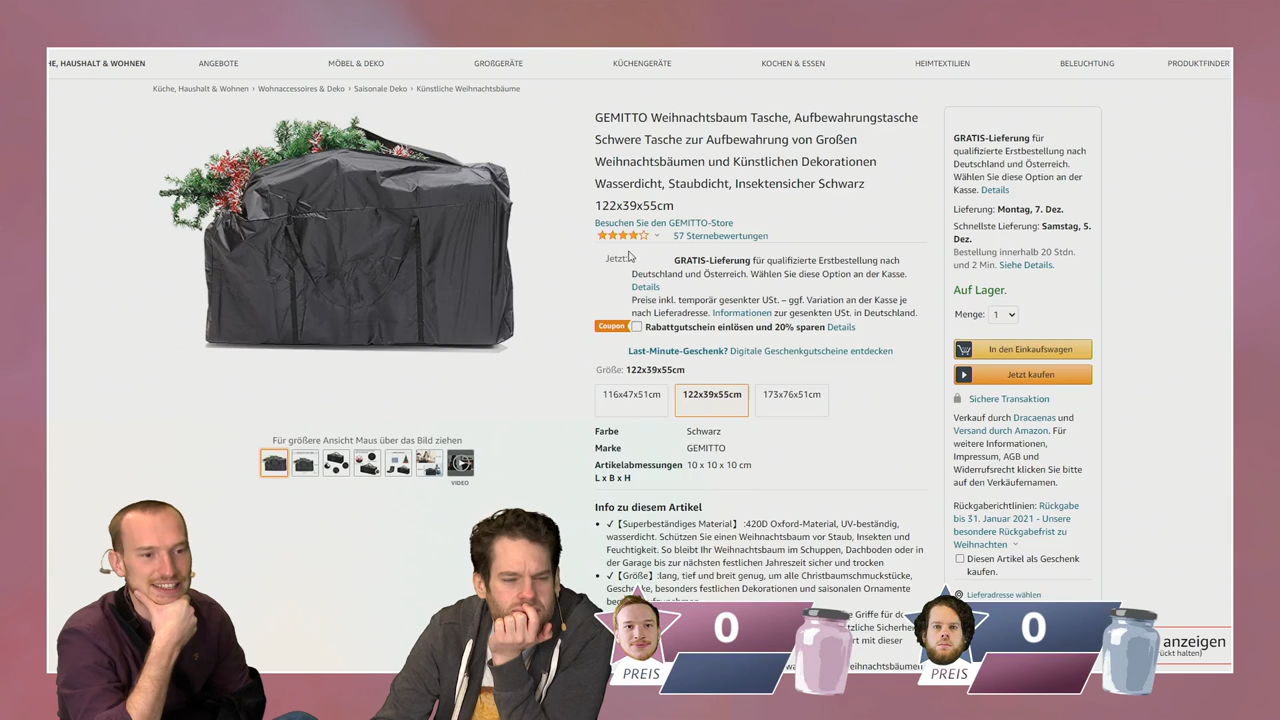 HE, HAUSHALT & WOHNEN ANGEBOTE MÖBEL & DEKO GROßGERÄTE KÜCHENGERÄTE KOCHEN & ESSEN HEIMTEXTILIEN BELEUCHTUNG PRODUKTFINDER
Küche, Haushalt & Wohnen › Wohnaccessoires & Deko › Saisonale Deko › Künstliche Weihnachtsbäume
GEMITTO Weihnachtsbaum Tasche, Aufbewahrungstasche
Schwere Tasche zur Aufbewahrung von Großen
Weihnachtsbäumen und Künstlichen Dekorationen
Wasserdicht, Staubdicht, Insektensicher Schwarz
122x39x55cm
Besuchen Sie den GEMITTO-Store
57 Sternebewertungen
Jetzt:
GRATIS-Lieferung für qualifizierte Erstbestellung nach
Deutschland und Österreich. Wählen Sie diese Option an der Kasse.
Details
Preise inkl. temporär gesenkter USt. – ggf. Variation an der Kasse je
nach Lieferadresse. Informationen zur gesenkten USt. in Deutschland.
Coupon Rabattgutschein einlösen und 20% sparen Details
Last-Minute-Geschenk? Digitale Geschenkgutscheine entdecken
Größe: 122x39x55cm
116x47x51cm 122x39x55cm 173x76x51cm
Farbe Schwarz
Marke GEMITTO
Artikelabmessungen 10 x 10 x 10 cm
L x B x H
Info zu diesem Artikel
• ✓【Superbeständiges Material】 :420D Oxford-Material, UV-beständig,
wasserdicht. Schützen Sie einen Weihnachtsbaum vor Staub, Insekten und
Feuchtigkeit. So bleibt Ihr Weihnachtsbaum im Schuppen, Dachboden oder in
der Garage bis zur nächsten festlichen Jahreszeit sicher und trocken
• ✓【Größe】 :lang, tief und breit genug, um alle Christbaumschmuckstücke,
Geschenke, besonders festlichen Dekorationen und saisonalen Ornamente
Griffe für
mit dieser
Weihnachtsbäumen
Für größere Ansicht Maus über das Bild ziehen
VIDEO
GRATIS-Lieferung für
qualifizierte Erstbestellung nach
Deutschland und Österreich.
Wählen Sie diese Option an der
Kasse. Details
Lieferung: Montag, 7. Dez.
Schnellste Lieferung: Samstag, 5.
Dez.
Bestellung innerhalb 20 Stdn.
und 2 Min. Siehe Details.
Auf Lager.
Menge: 1
In den Einkaufswagen
Jetzt kaufen
Sichere Transaktion
Verkauf durch Dracaenas und
Versand durch Amazon. Für
weitere Informationen,
Impressum, AGB und
Widerrufsrecht klicken Sie bitte
auf den Verkäufernamen.
Rückgaberichtlinien: Rückgabe
bis 31. Januar 2021 - Unsere
besondere Rückgabefrist zu
Weihnachten
Diesen Artikel als Geschenk
kaufen.
Lieferadresse wählen
anzeigen
rückt halten)
0 0
PREIS PREIS